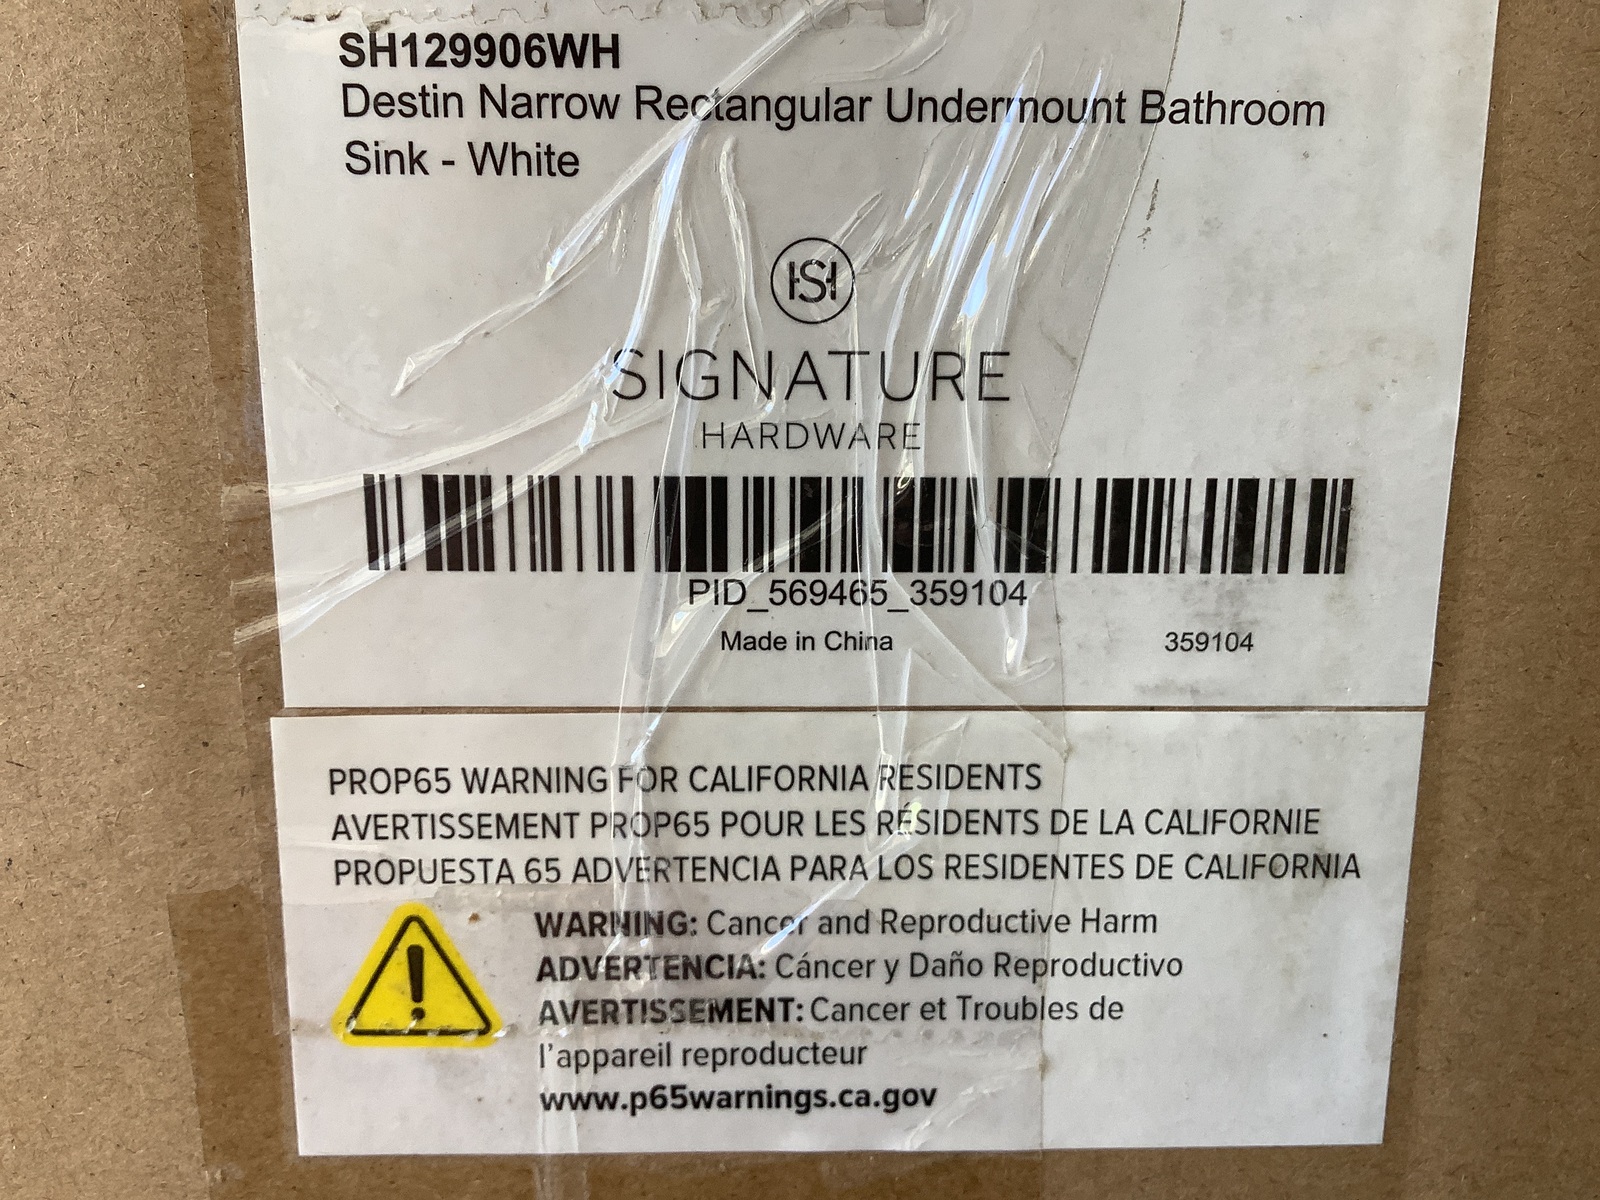 SH129906WH
Destin Narrow Rectangular Undermount Bathroom
Sink - White
HSH
SIGNATURE
HARDWARE
PID_569465_359104
Made in China 359104
PROP65 WARNING FOR CALIFORNIA RESIDENTS
AVERTISSEMENT PROP65 POUR LES RÉSIDENTS DE LA CALIFORNIE
PROPUESTA 65 ADVERTENCIA PARA LOS RESIDENTES DE CALIFORNIA
WARNING: Cancer and Reproductive Harm
ADVERTENCIA: Cáncer y Daño Reproductivo
AVERTISSEMENT: Cancer et Troubles de
l'appareil reproducteur
www.p65warnings.ca.gov